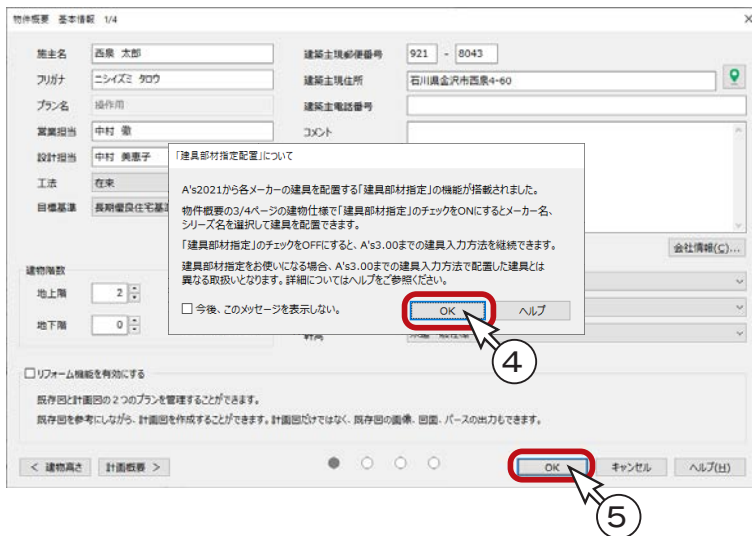 物件概要 基本情報 1/4
施主名 西泉 太郎 建築主現郵便番号 921 - 8043
フリガナ ニシイズミ タロウ 建築主現住所 石川県金沢市西泉4-60
プラン名 操作用 建築主電話番号
営業担当 中村 徹 コメント
設計担当 中村 美恵子
工法 在来
目標基準 長期優良住宅基
「建具部材指定配置」について
A's2021から各メーカーの建具を配置する「建具部材指定」の機能が搭載されました。
物件概要の3/4ページの建物仕様で「建具部材指定」のチェックをONにするとメーカー名、
シリーズ名を選択して建具を配置できます。
「建具部材指定」のチェックをOFFにすると、A's3.00までの建具入力方法を継続できます。
建具部材指定をお使いになる場合、A's3.00までの建具入力方法で配置した建具とは
異なる取扱いとなります。詳細についてはヘルプをご参照ください。
今後、このメッセージを表示しない。 OK ヘルプ
④
会社情報(C)...
建物階数
地上階 2
地下階 0
リフォーム機能を有効にする
既存図と計画図の2つのプランを管理することができます。
既存図を参考にしながら、計画図を作成することができます。計画図だけではなく、既存図の画像、図面、パースの出力もできます。
< 建物高さ 計画概要 > OK キャンセル ヘルプ(H)
⑤